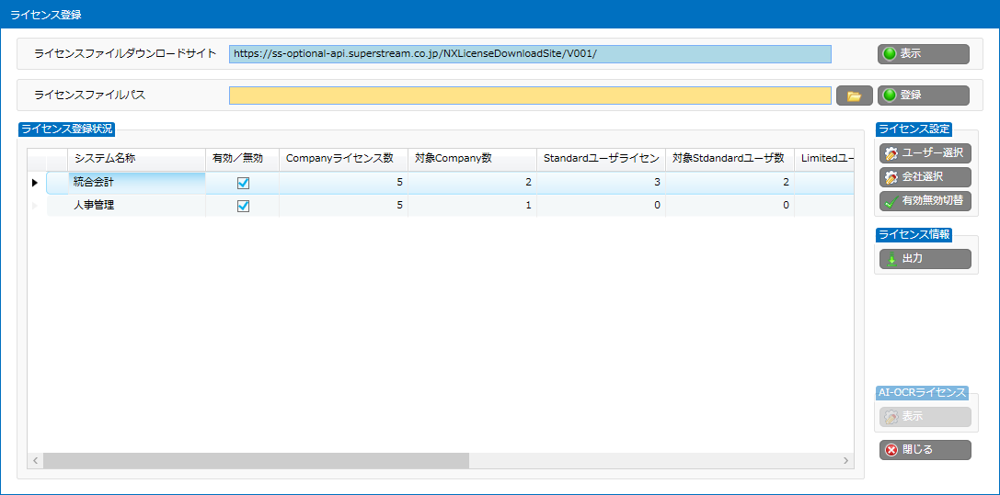 ライセンス登録
ライセンスファイルダウンロードサイト https://ss-optional-api.superstream.co.jp/NXLicenseDownloadSite/V001/ 表示
ライセンスファイルパス 登録
ライセンス登録状況 ライセンス設定
システム名称 有効／無効 Companyライセンス数 対象Company数 Standardユーザライセン 対象Stdandardユーザ数 Limitedユー ユーザー選択
統合会計 5 2 3 2 会社選択
人事管理 5 1 0 0 有効無効切替
ライセンス情報
出力
AI-OCRライセンス
表示
閉じる